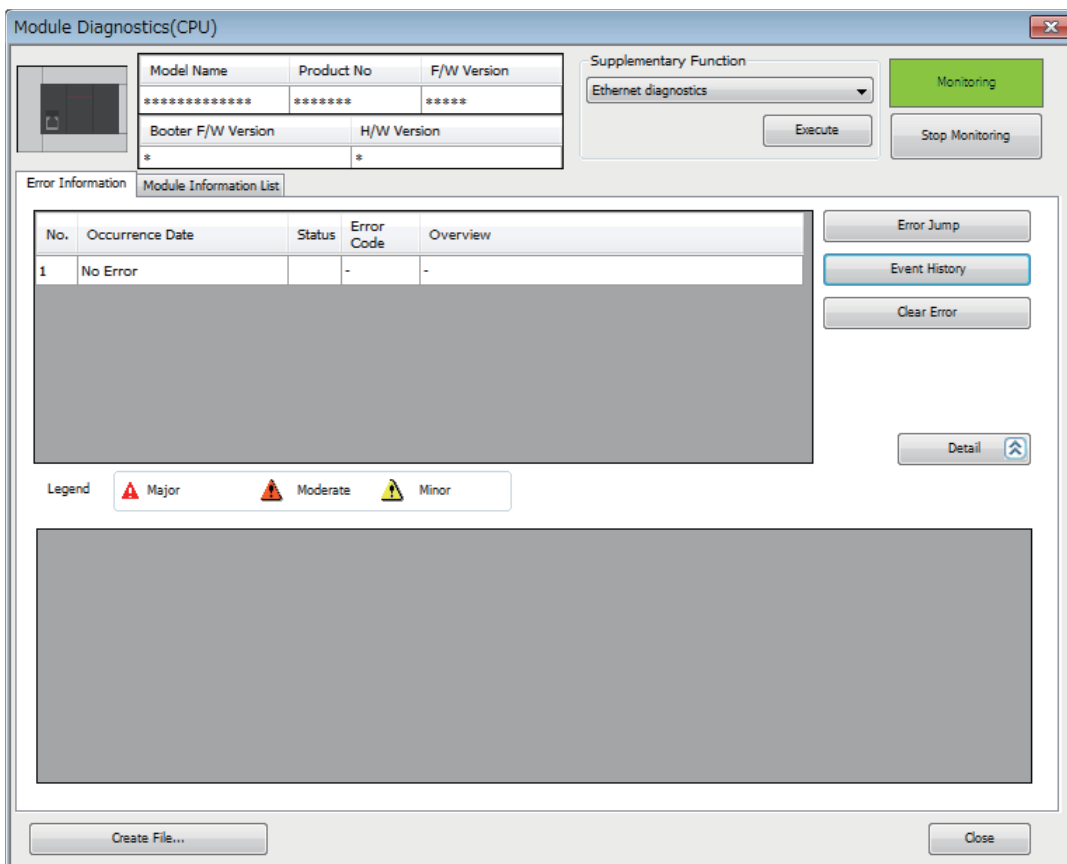 Module Diagnostics(CPU)
Model Name Product No F/W Version
************* ******* *****
Booter F/W Version H/W Version
* *
Supplementary Function
Ethernet diagnostics
Execute
Monitoring
Stop Monitoring
Error Information Module Information List
No. Occurrence Date Status Error Code Overview
1 No Error - -
Error Jump
Event History
Clear Error
Detail
Legend Major Moderate Minor
Create File... Close